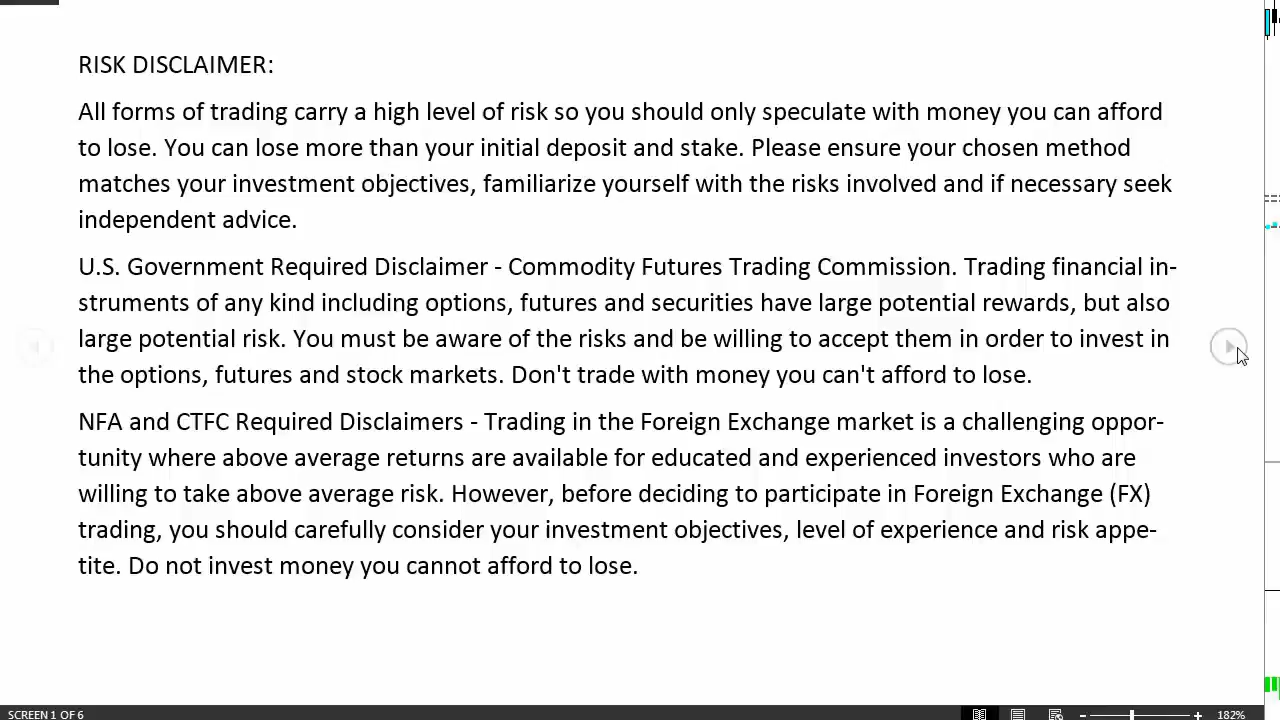 RISK DISCLAIMER:
All forms of trading carry a high level of risk so you should only speculate with money you can afford
to lose. You can lose more than your initial deposit and stake. Please ensure your chosen method
matches your investment objectives, familiarize yourself with the risks involved and if necessary seek
independent advice.
U.S. Government Required Disclaimer - Commodity Futures Trading Commission. Trading financial in-
struments of any kind including options, futures and securities have large potential rewards, but also
large potential risk. You must be aware of the risks and be willing to accept them in order to invest in
the options, futures and stock markets. Don't trade with money you can't afford to lose.
NFA and CTFC Required Disclaimers - Trading in the Foreign Exchange market is a challenging oppor-
tunity where above average returns are available for educated and experienced investors who are
willing to take above average risk. However, before deciding to participate in Foreign Exchange (FX)
trading, you should carefully consider your investment objectives, level of experience and risk appe-
tite. Do not invest money you cannot afford to lose.
SCREEN 1 OF 6
182%